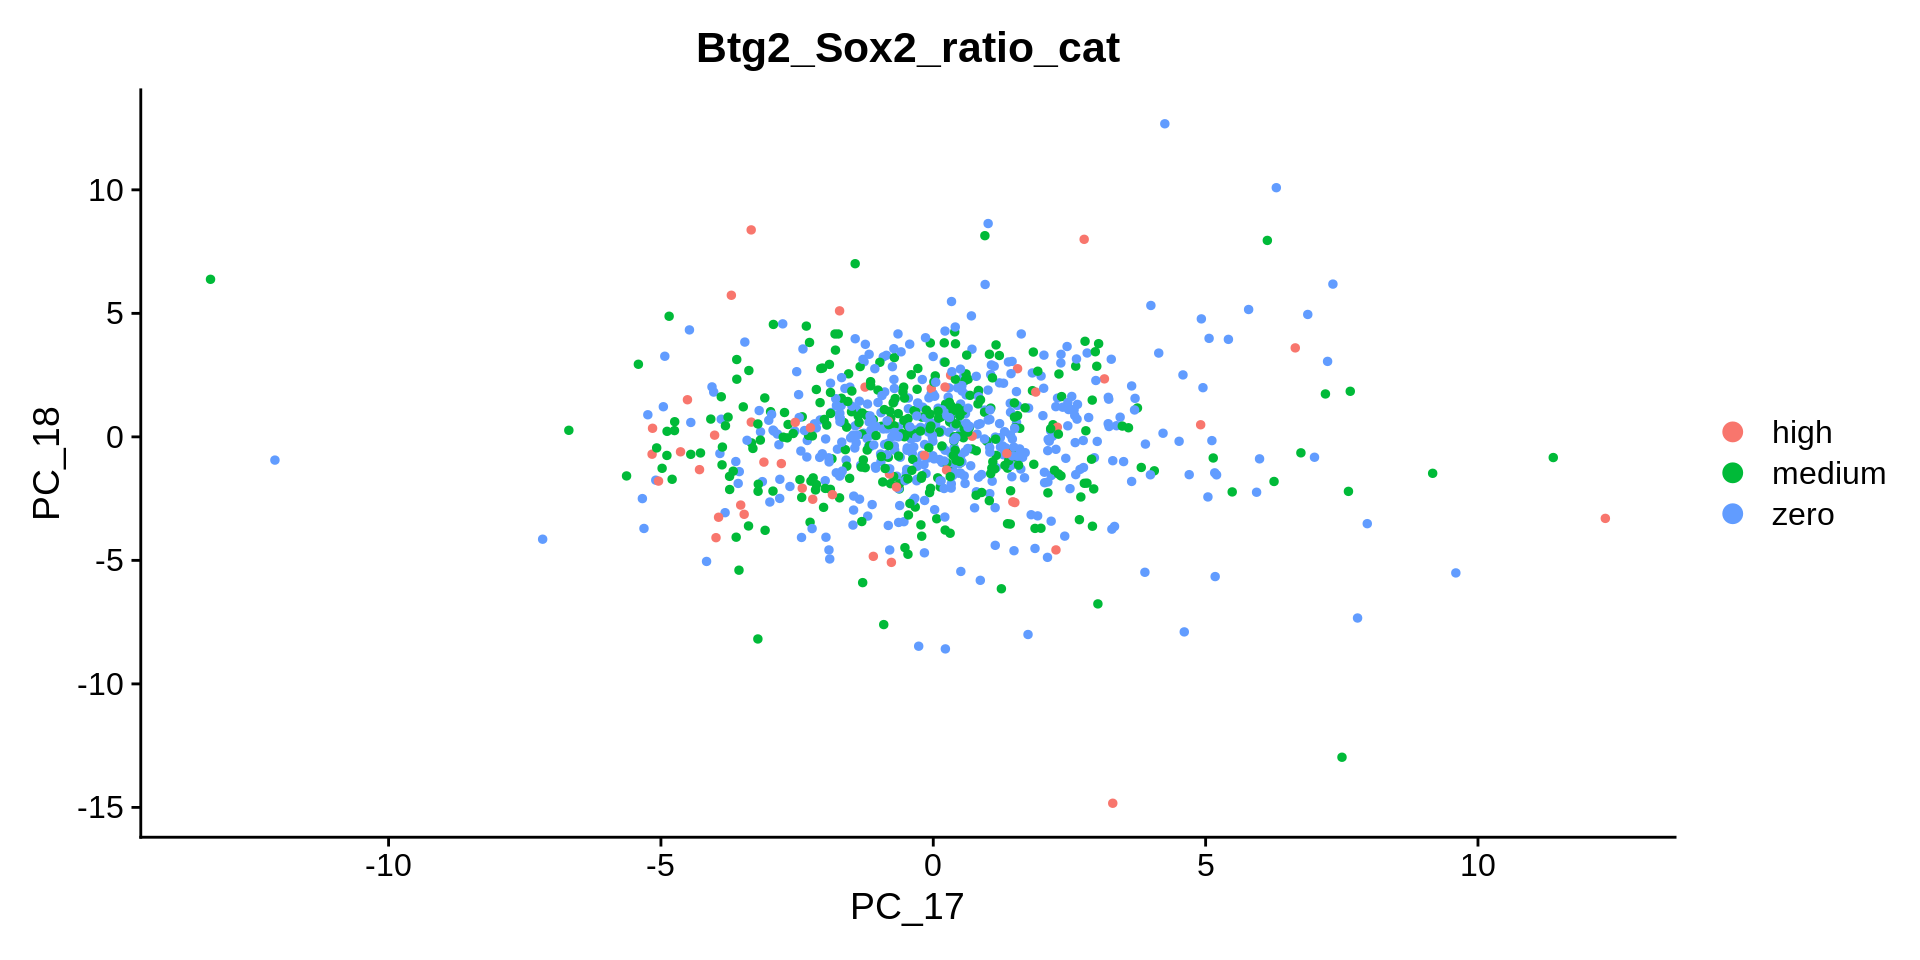 Btg2_Sox2_ratio_cat
10
5
0
-5
-10
-15
PC_18
-10 -5 0 5 10
PC_17
high
medium
zero